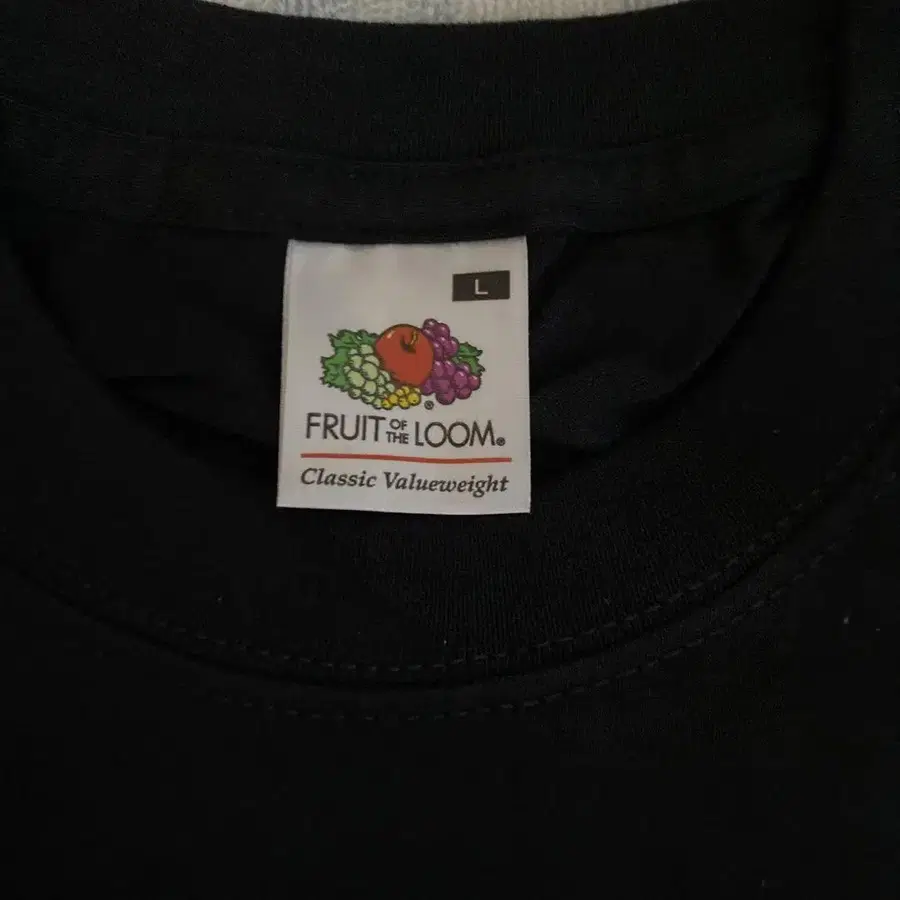 L
FRUIT OF THE LOOM®
Classic Valueweight